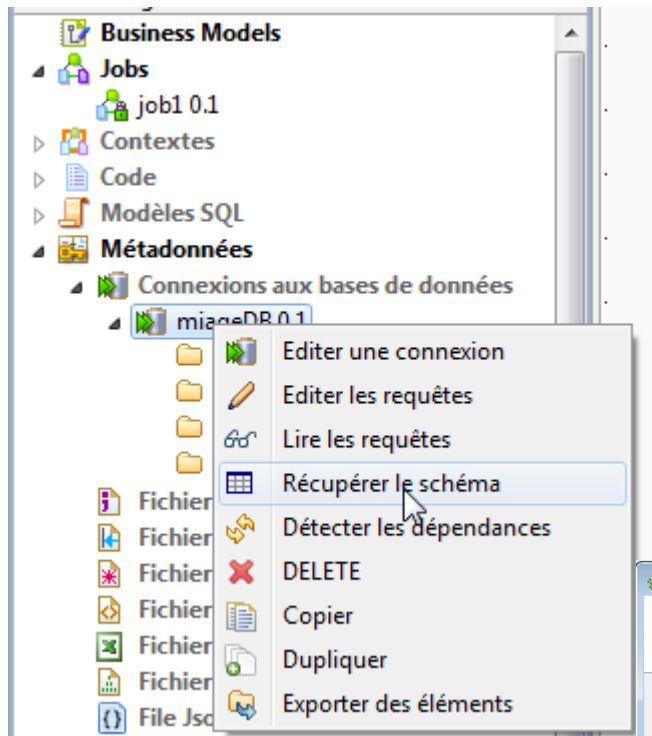 Business Models
Jobs
job1 0.1
Contextes
Code
Modèles SQL
Métadonnées
Connexions aux bases de données
miageDB 0.1
Editer une connexion
Editer les requêtes
Lire les requêtes
Récupérer le schéma
Détecter les dépendances
DELETE
Copier
Dupliquer
Exporter des éléments
Fichier
Fichier
Fichier
Fichier
Fichier
Fichier
File Jso